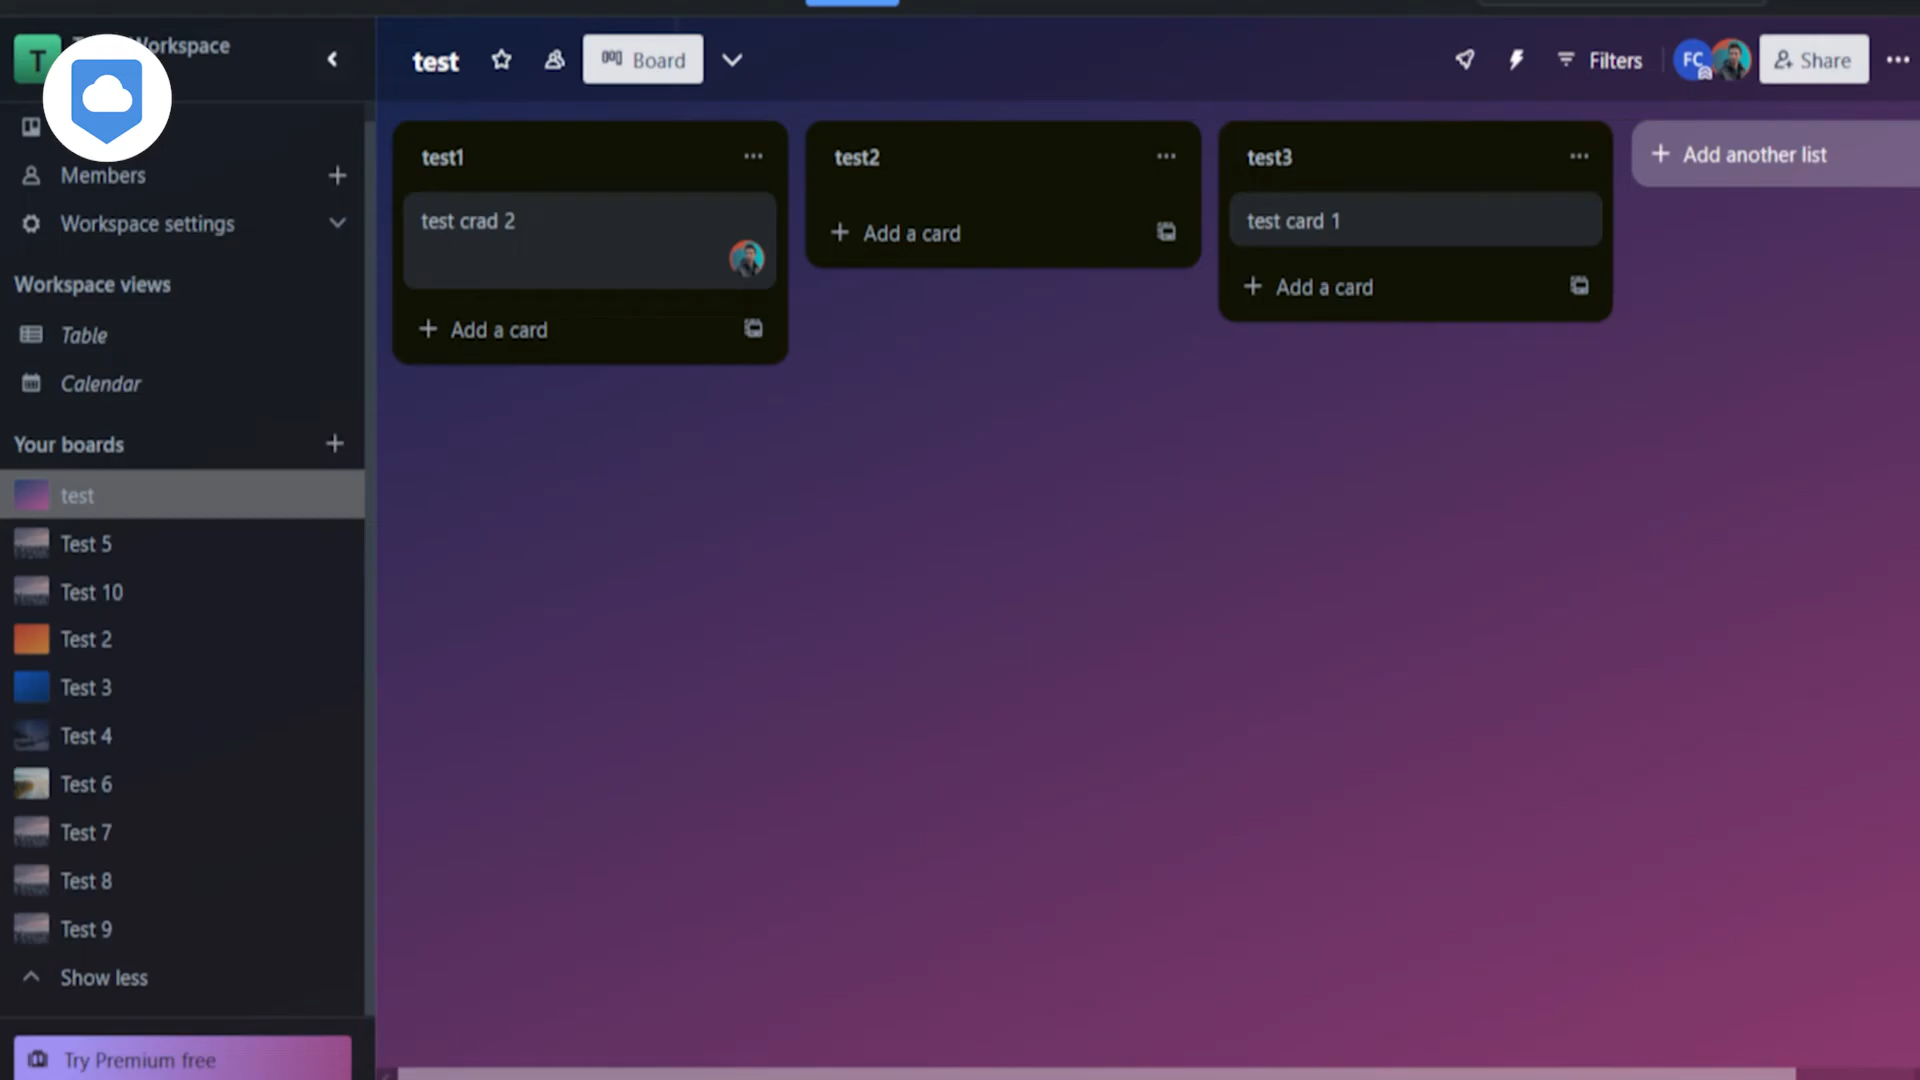 T
Workspace
Members
Workspace settings
Workspace views
Table
Calendar
Your boards
test
Test 5
Test 10
Test 2
Test 3
Test 4
Test 6
Test 7
Test 8
Test 9
Show less
Try Premium free
test
Board
Filters
FC
Share
test1
test crad 2
Add a card
test2
Add a card
test3
test card 1
Add a card
Add another list